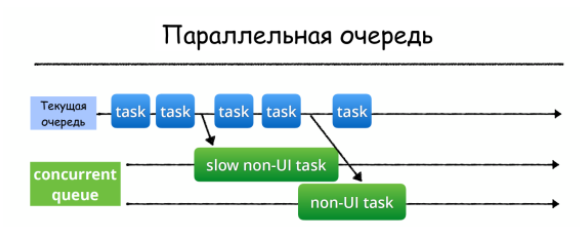 Параллельная очередь
Текущая
очередь
task task task task task
concurrent
queue
slow non-UI task
non-UI task